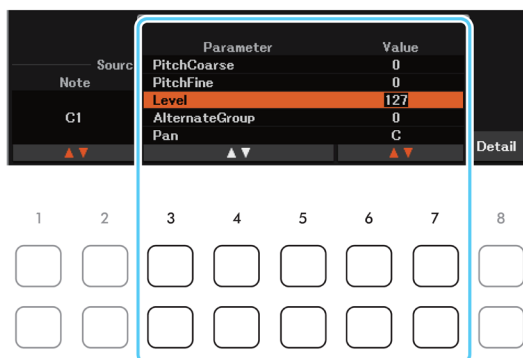 Parameter Value
Sourc PitchCoarse 0
Note PitchFine 0
Level 127
C1 AlternateGroup 0
Pan C
▲▼ ▲▼ ▲▼ Detail
1 2 3 4 5 6 7 8